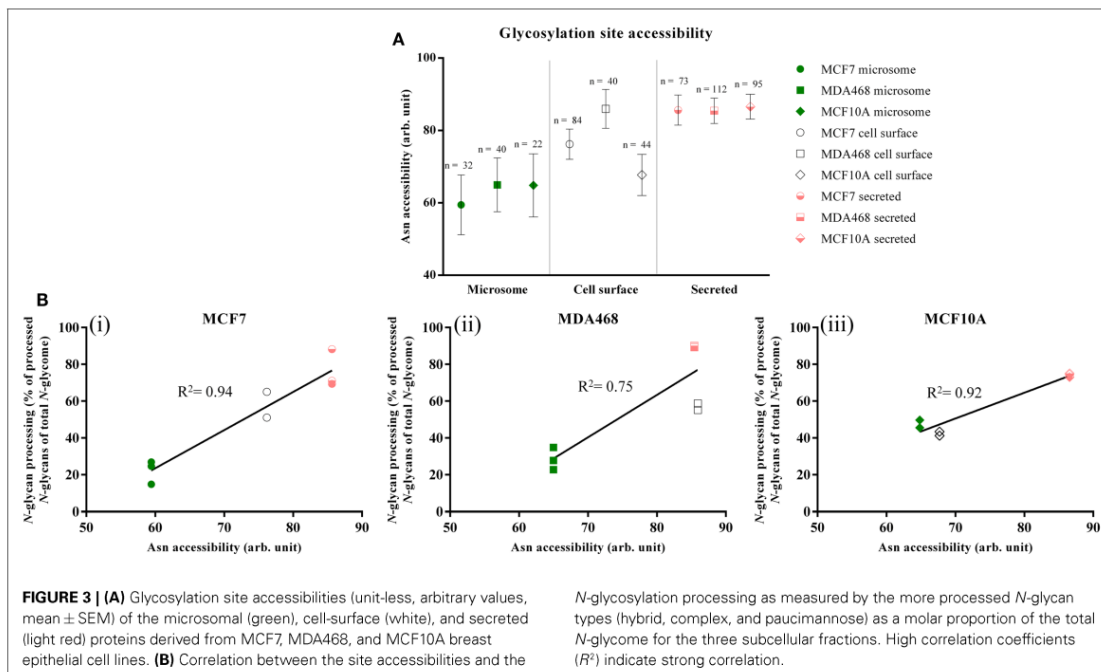 A
Glycosylation site accessibility
Asn accessibility (arb. unit)
100
80
60
40
n = 32
n = 40
n = 22
n = 84
n = 40
n = 44
n = 73
n = 112
n = 95
Microsome
Cell surface
Secreted
MCF7 microsome
MDA468 microsome
MCF10A microsome
MCF7 cell surface
MDA468 cell surface
MCF10A cell surface
MCF7 secreted
MDA468 secreted
MCF10A secreted
B
(i)
MCF7
N-glycan processing (% of processed
N-glycans of total N-glycome)
100
80
60
40
20
0
R²= 0.94
50 60 70 80 90
Asn accessibility (arb. unit)
(ii)
MDA468
N-glycan processing (% of processed
N-glycans of total N-glycome)
100
80
60
40
20
0
R²= 0.75
50 60 70 80 90
Asn accessibility (arb. unit)
(iii)
MCF10A
N-glycan processing (% of processed
N-glycans of total N-glycome)
100
80
60
40
20
0
R²= 0.92
50 60 70 80 90
Asn accessibility (arb. unit)
FIGURE 3 | (A) Glycosylation site accessibilities (unit-less, arbitrary values,
mean ± SEM) of the microsomal (green), cell-surface (white), and secreted
(light red) proteins derived from MCF7, MDA468, and MCF10A breast
epithelial cell lines. (B) Correlation between the site accessibilities and the
N-glycosylation processing as measured by the more processed N-glycan
types (hybrid, complex, and paucimannose) as a molar proportion of the total
N-glycome for the three subcellular fractions. High correlation coefficients
(R²) indicate strong correlation.